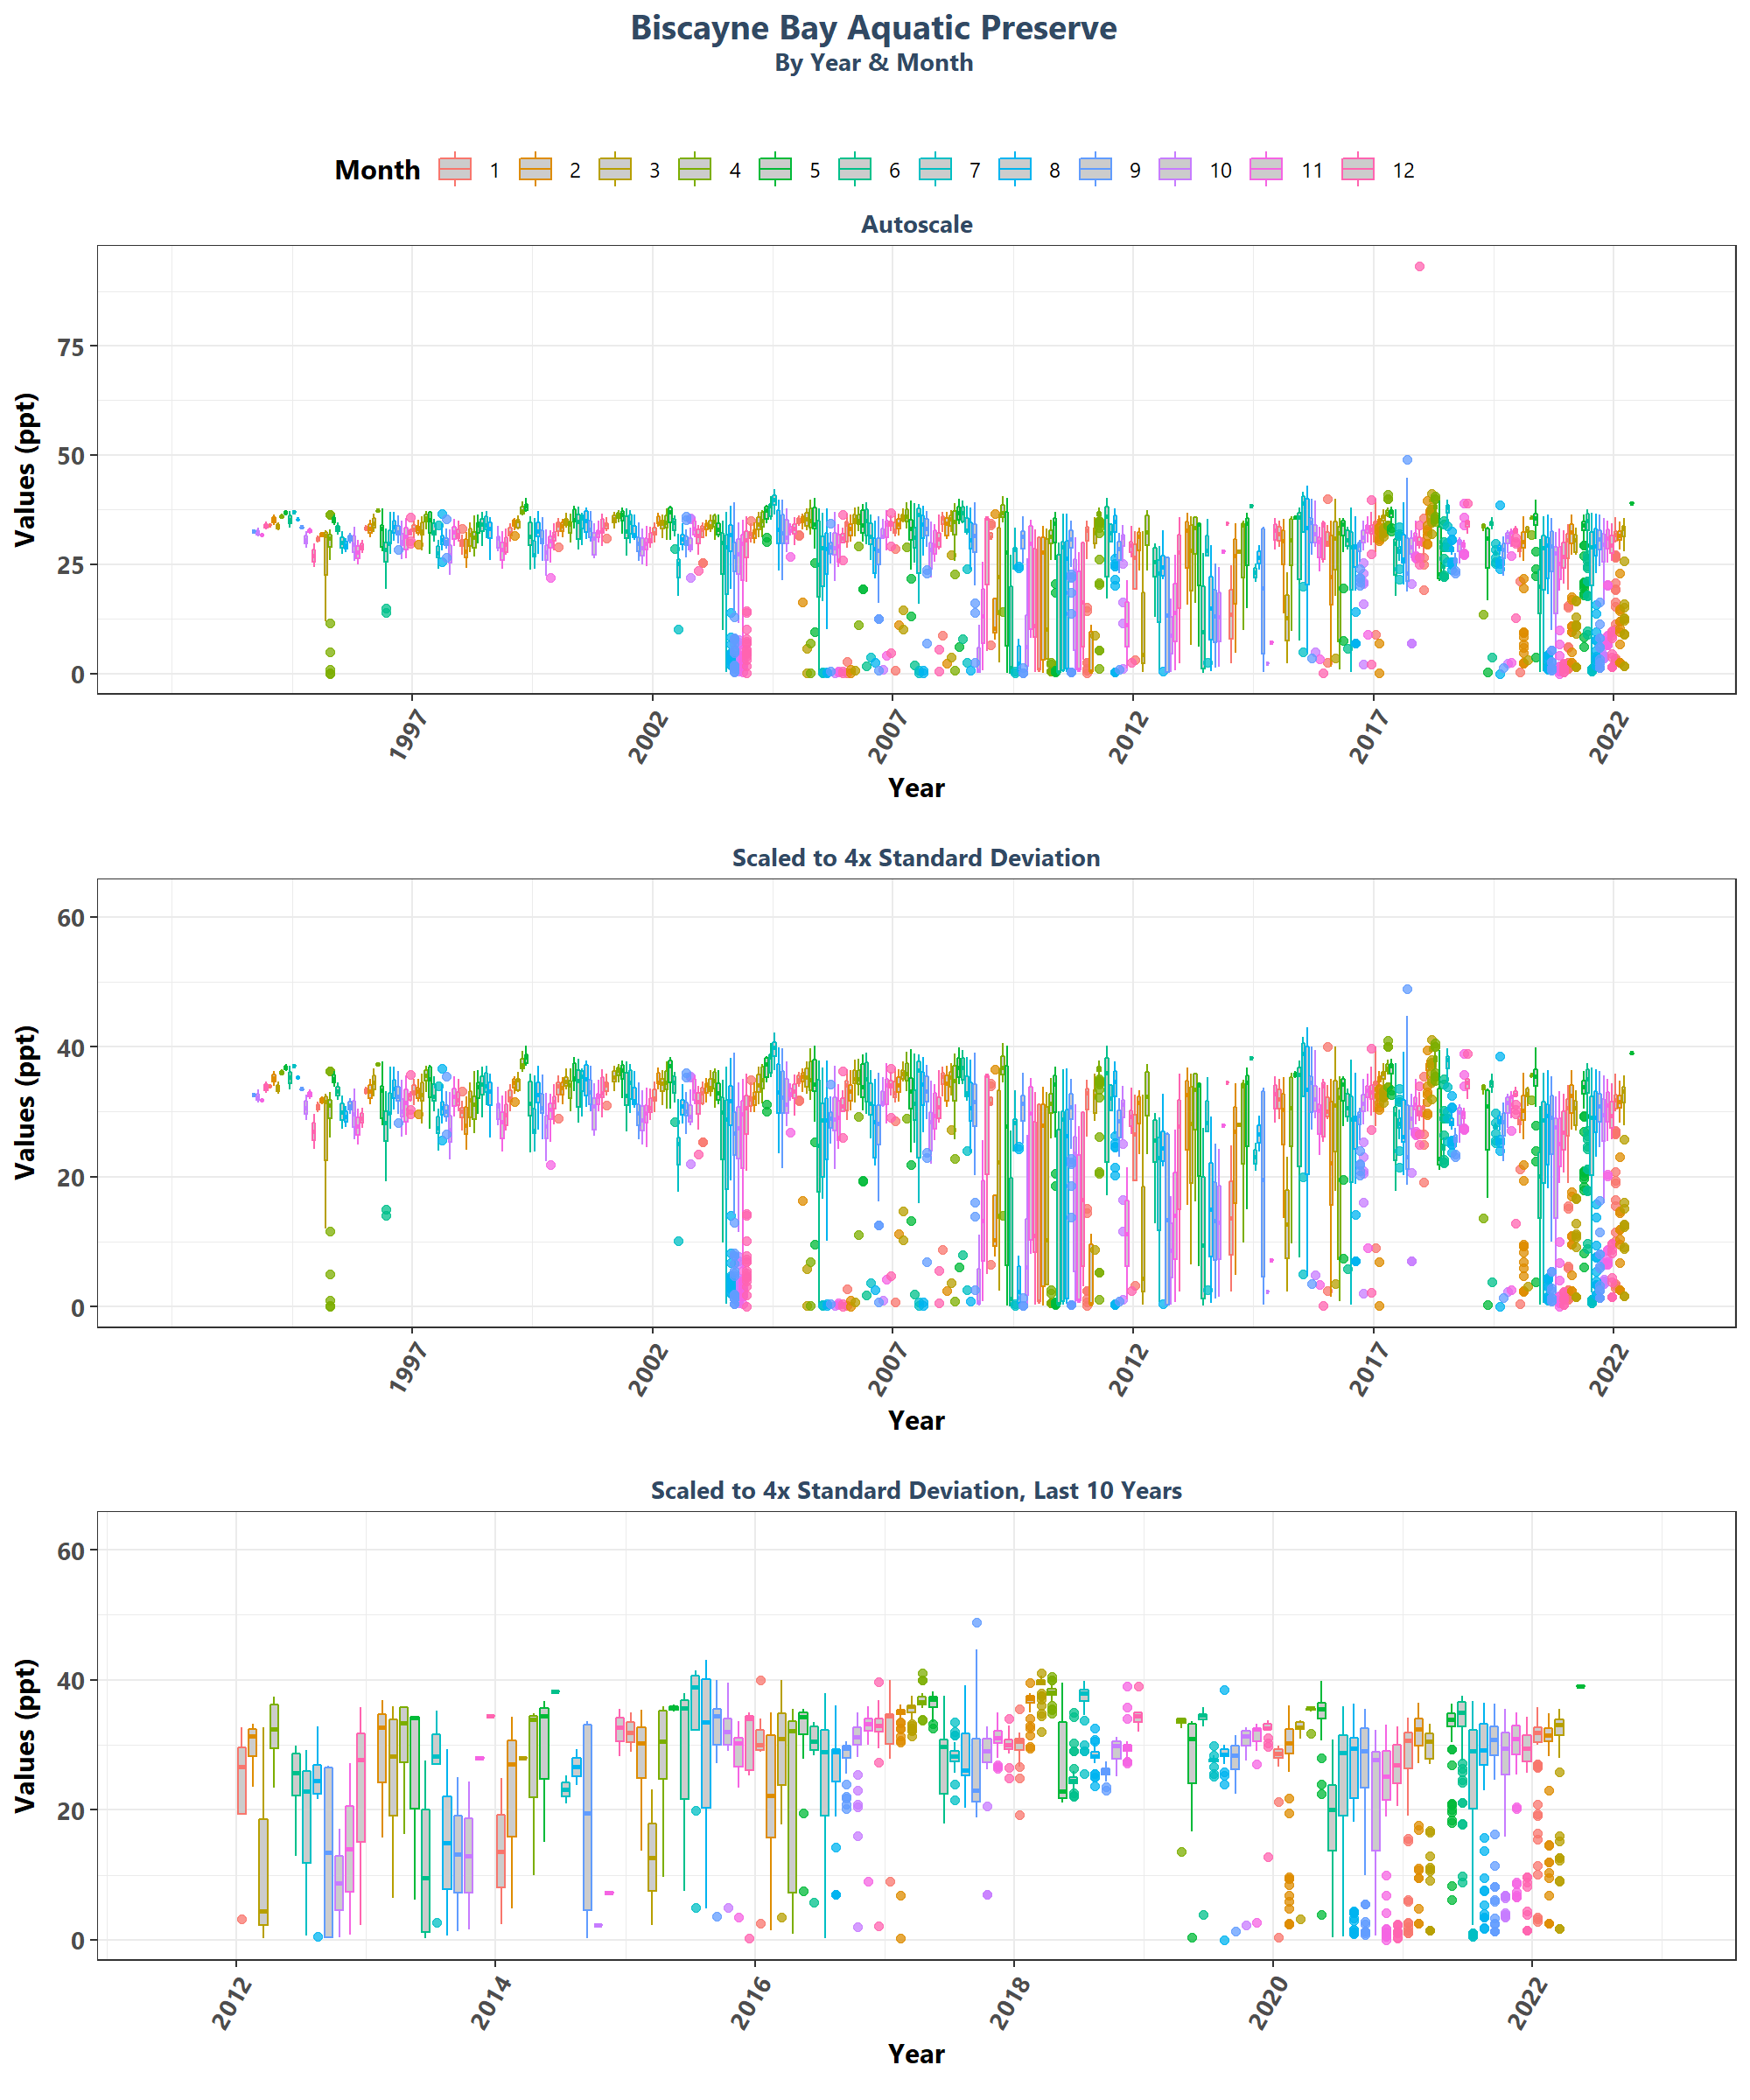 Biscayne Bay Aquatic Preserve
By Year & Month
Month 1 2 3 4 5 6 7 8 9 10 11 12
Autoscale
Values (ppt)
75
50
25
0
1997 2002 2007 2012 2017 2022
Year
Scaled to 4x Standard Deviation
Values (ppt)
60
40
20
0
1997 2002 2007 2012 2017 2022
Year
Scaled to 4x Standard Deviation, Last 10 Years
Values (ppt)
60
40
20
0
2012 2014 2016 2018 2020 2022
Year